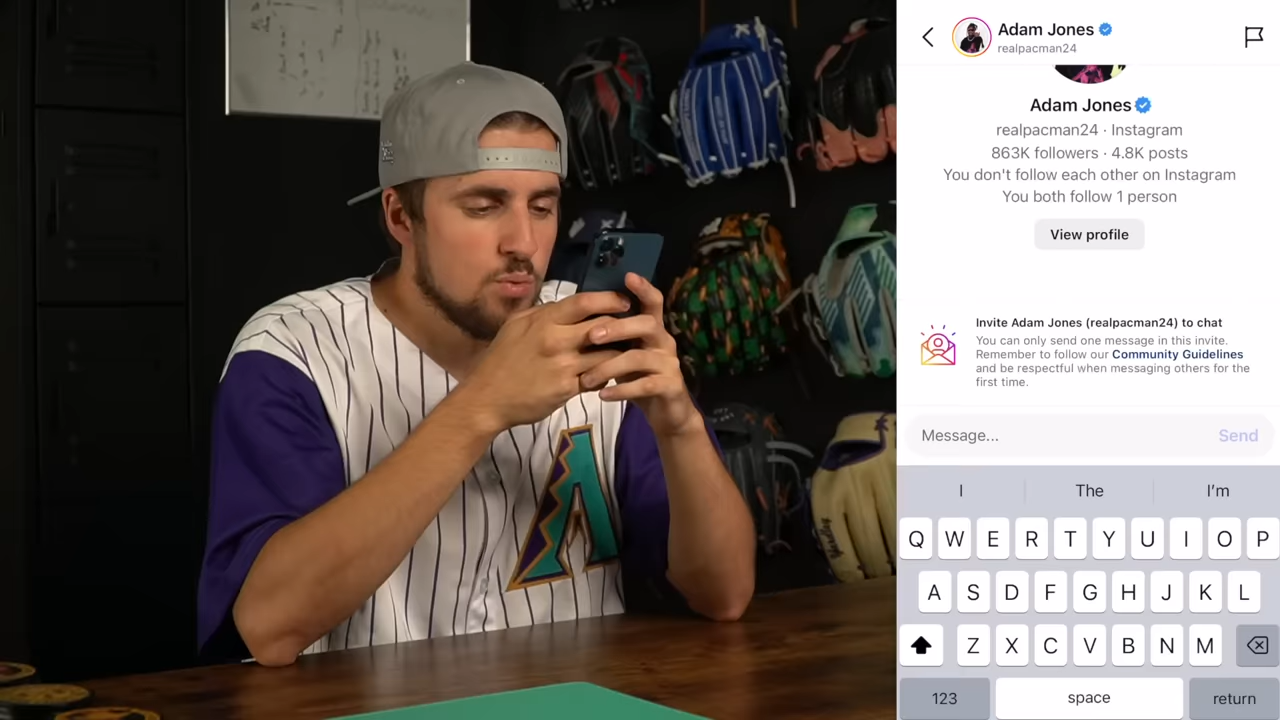 Adam Jones
realpacman24
Adam Jones
realpacman24 · Instagram
863K followers · 4.8K posts
You don't follow each other on Instagram
You both follow 1 person
View profile
Invite Adam Jones (realpacman24) to chat
You can only send one message in this invite.
Remember to follow our Community Guidelines
and be respectful when messaging others for the
first time.
Message...
Send
I
The
I'm
Q W E R T Y U I O P
A S D F G H J K L
Z X C V B N M
123
space
return